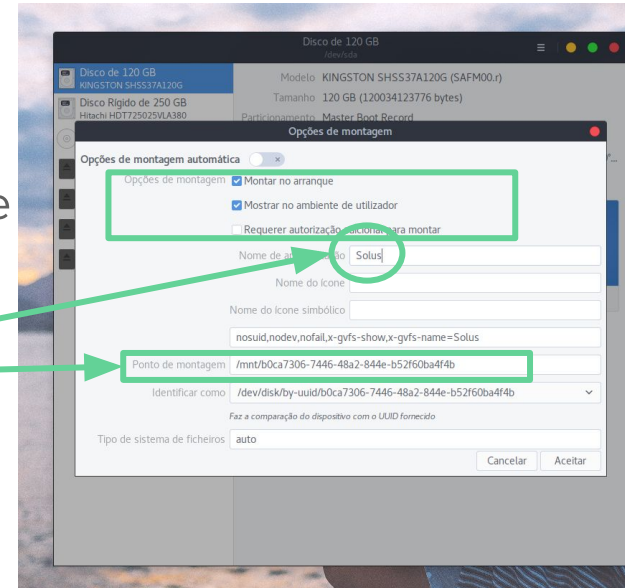 Disco de 120 GB
/dev/sda
Disco de 120 GB
KINGSTON SHSS37A120G
Disco Rígido de 250 GB
Hitachi HDT725025VLA380
Modelo KINGSTON SHSS37A120G (SAFM00.r)
Tamanho 120 GB (120034123776 bytes)
Particionamento Master Boot Record
Opções de montagem
Opções de montagem automática
Opções de montagem Montar no arranque
Mostrar no ambiente de utilizador
Requerer autorização adicional para montar
e
Nome de Solus
Nome do ícone
Nome do ícone simbólico
nosuid,nodev,nofail,x-gvfs-show,x-gvfs-name=Solus
Ponto de montagem /mnt/b0ca7306-7446-48a2-844e-b52f60ba4f4b
Identificar como /dev/disk/by-uuid/b0ca7306-7446-48a2-844e-b52f60ba4f4b
Faz a comparação do dispositivo com o UUID fornecido
Tipo de sistema de ficheiros auto
Cancelar Aceitar